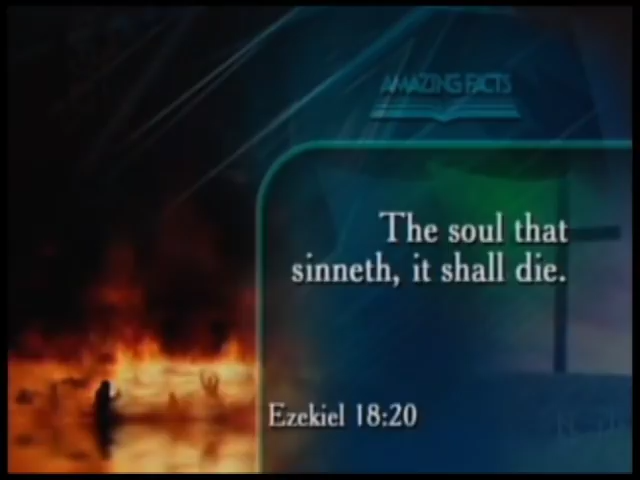 AMAZING FACTS
The soul that
sinneth, it shall die.
Ezekiel 18:20